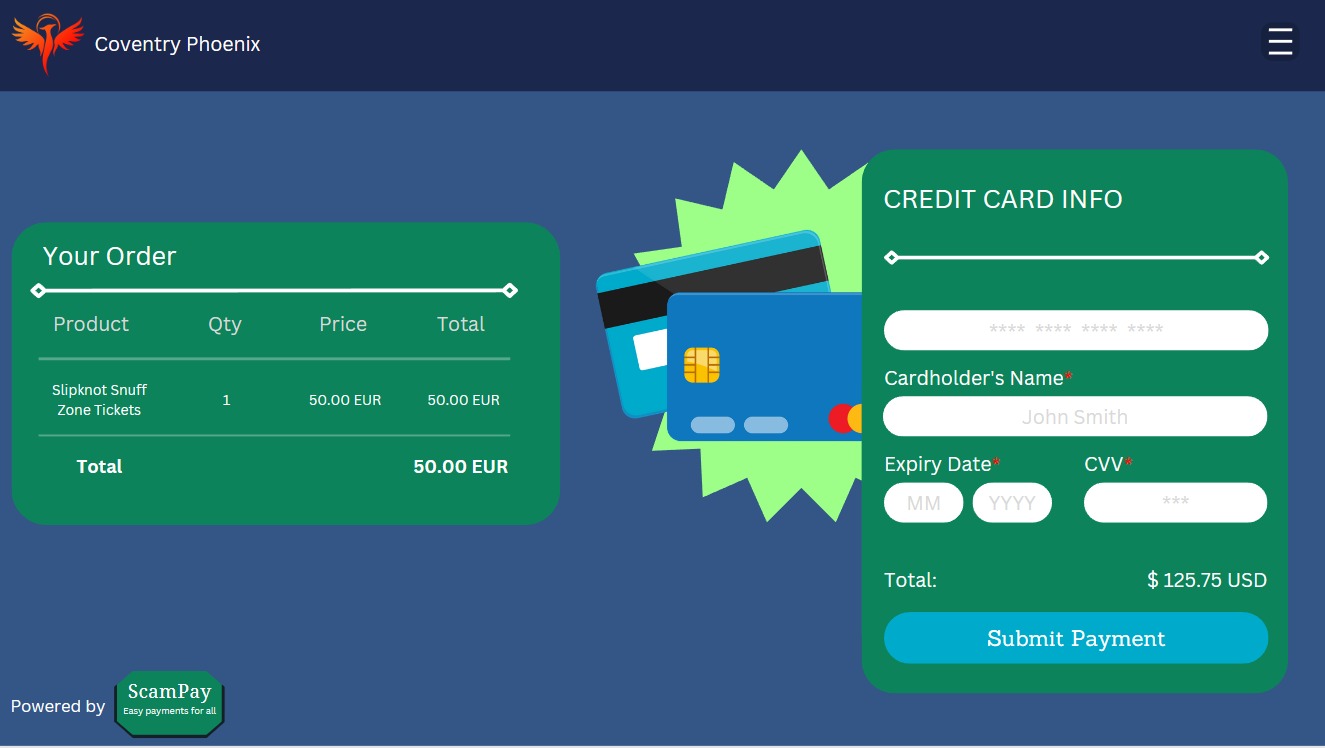 Coventry Phoenix
Your Order
Product Qty Price Total
Slipknot Snuff
Zone Tickets
1 50.00 EUR 50.00 EUR
Total 50.00 EUR
CREDIT CARD INFO
**** **** **** ****
Cardholder's Name*
John Smith
Expiry Date* CVV*
MM YYYY ***
Total: $ 125.75 USD
Submit Payment
Powered by
ScamPay
Easy payments for all